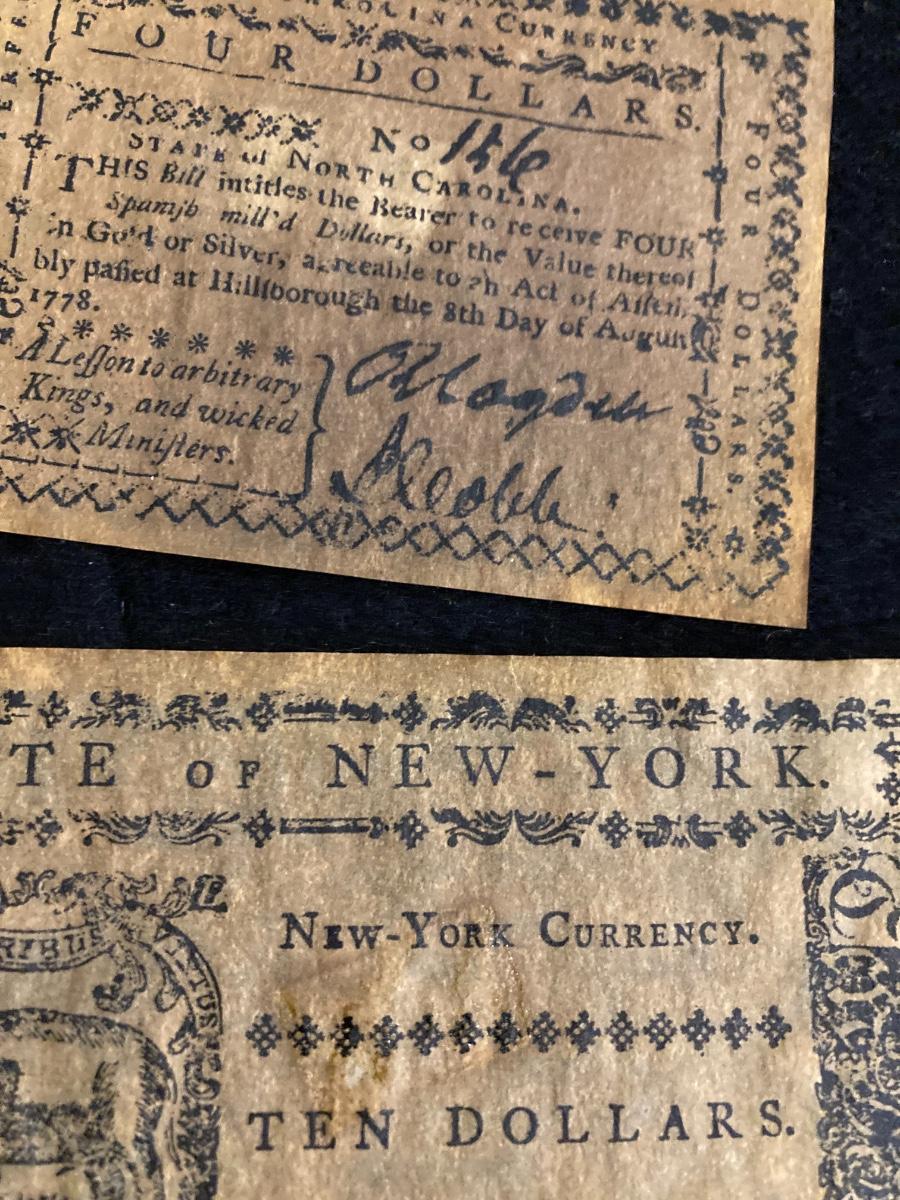 CAROLINA CURRENCY
FOUR DOLLARS.
No 156
STATE of NORTH CAROLINA.
THIS Bill intitles the Bearer to receive FOUR
Spanish mill'd Dollars, or the Value thereof
in Gold or Silver, agreeable to an Act of Assem-
bly passed at Hillsborough the 8th Day of August
1778.
A Lesson to arbitrary
Kings, and wicked
Ministers.
J Cobb
FOUR DOLLARS.
TE OF NEW-YORK.
NEW-YORK CURRENCY.
TEN DOLLARS.
RIBUS VIRTUS